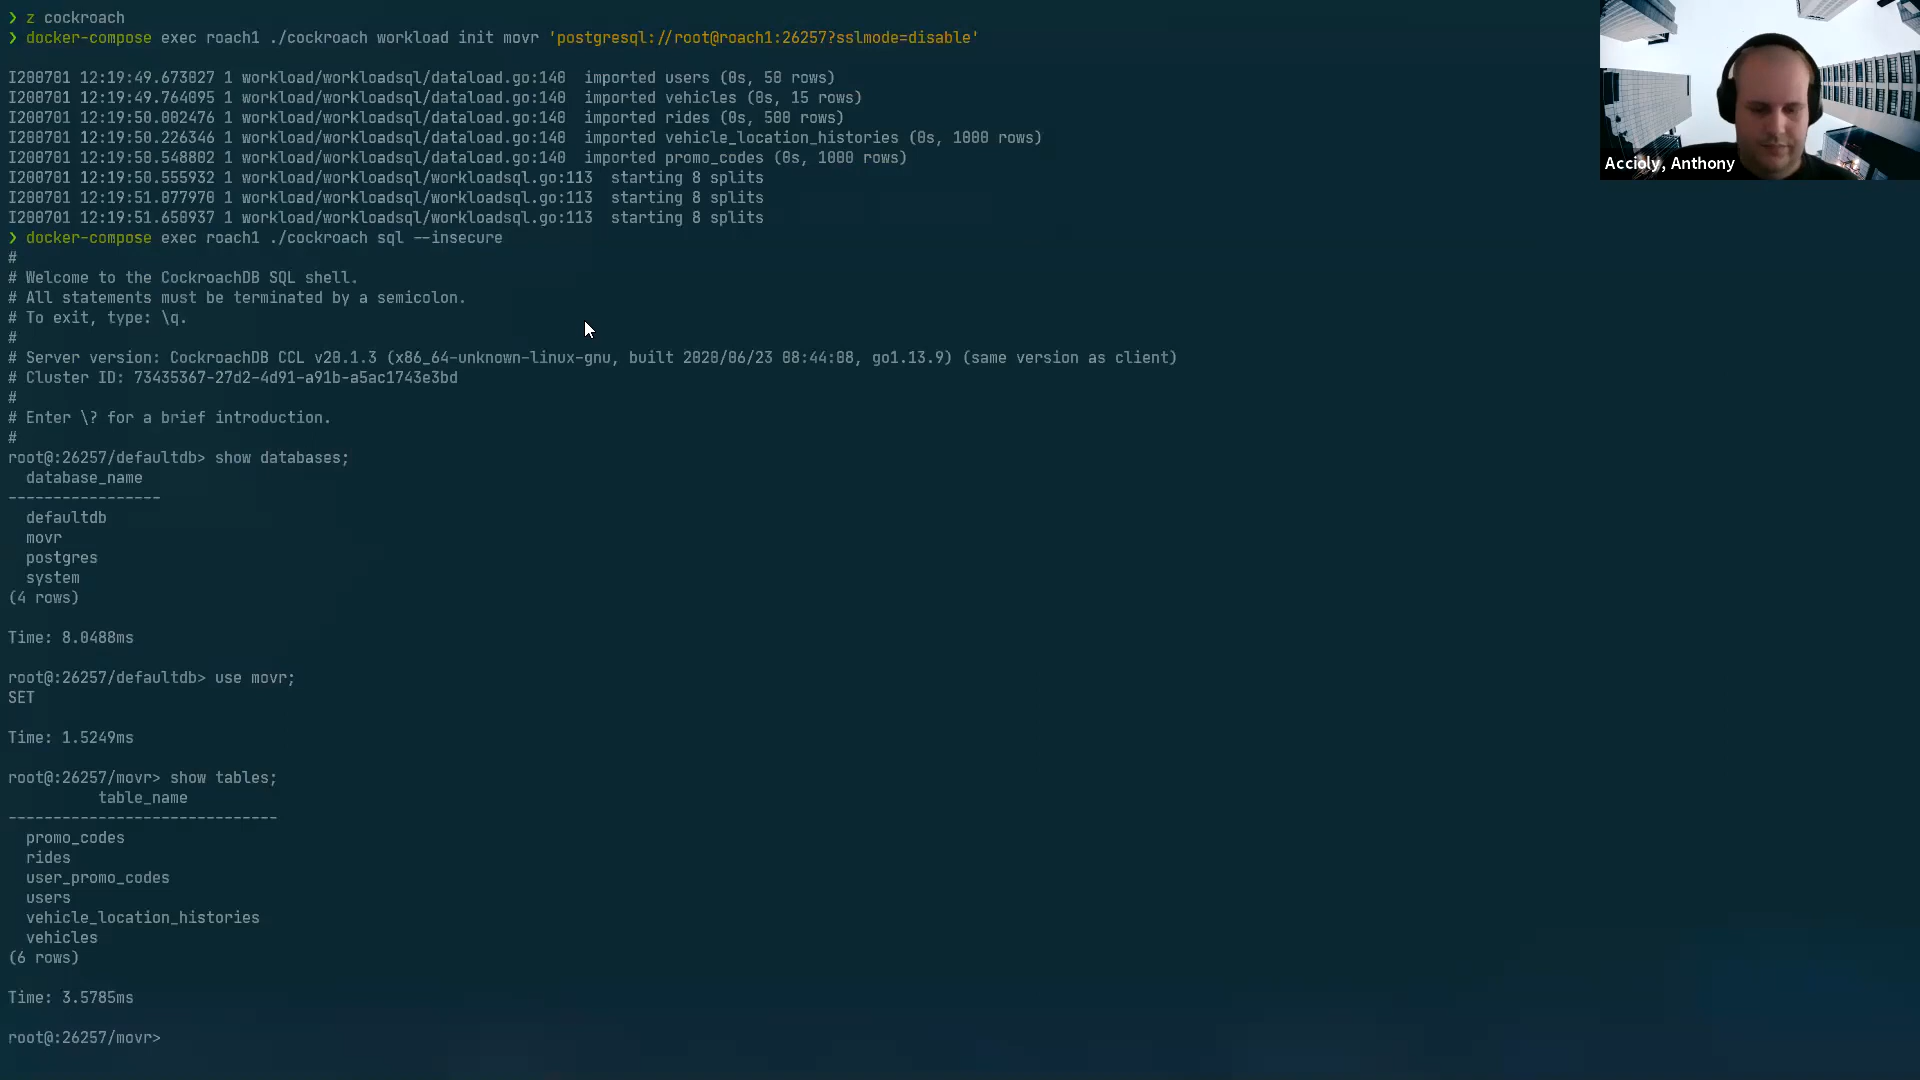 ❯ z cockroach
❯ docker-compose exec roach1 ./cockroach workload init movr 'postgresql://root@roach1:26257?sslmode=disable'
I200701 12:19:49.673027 1 workload/workloadsql/dataload.go:140  imported users (0s, 50 rows)
I200701 12:19:49.764095 1 workload/workloadsql/dataload.go:140  imported vehicles (0s, 15 rows)
I200701 12:19:50.002476 1 workload/workloadsql/dataload.go:140  imported rides (0s, 500 rows)
I200701 12:19:50.226346 1 workload/workloadsql/dataload.go:140  imported vehicle_location_histories (0s, 1000 rows)
I200701 12:19:50.548802 1 workload/workloadsql/dataload.go:140  imported promo_codes (0s, 1000 rows)
I200701 12:19:50.555932 1 workload/workloadsql/workloadsql.go:113  starting 8 splits
I200701 12:19:51.077970 1 workload/workloadsql/workloadsql.go:113  starting 8 splits
I200701 12:19:51.650937 1 workload/workloadsql/workloadsql.go:113  starting 8 splits
❯ docker-compose exec roach1 ./cockroach sql --insecure
#
# Welcome to the CockroachDB SQL shell.
# All statements must be terminated by a semicolon.
# To exit, type: \q.
#
# Server version: CockroachDB CCL v20.1.3 (x86_64-unknown-linux-gnu, built 2020/06/23 08:44:08, go1.13.9) (same version as client)
# Cluster ID: 73435367-27d2-4d91-a91b-a5ac1743e3bd
#
# Enter \? for a brief introduction.
#
root@:26257/defaultdb> show databases;
database_name
-----------------
defaultdb
movr
postgres
system
(4 rows)
Time: 8.0488ms
root@:26257/defaultdb> use movr;
SET
Time: 1.5249ms
root@:26257/movr> show tables;
table_name
------------------------------
promo_codes
rides
user_promo_codes
users
vehicle_location_histories
vehicles
(6 rows)
Time: 3.5785ms
root@:26257/movr>
Accioly, Anthony